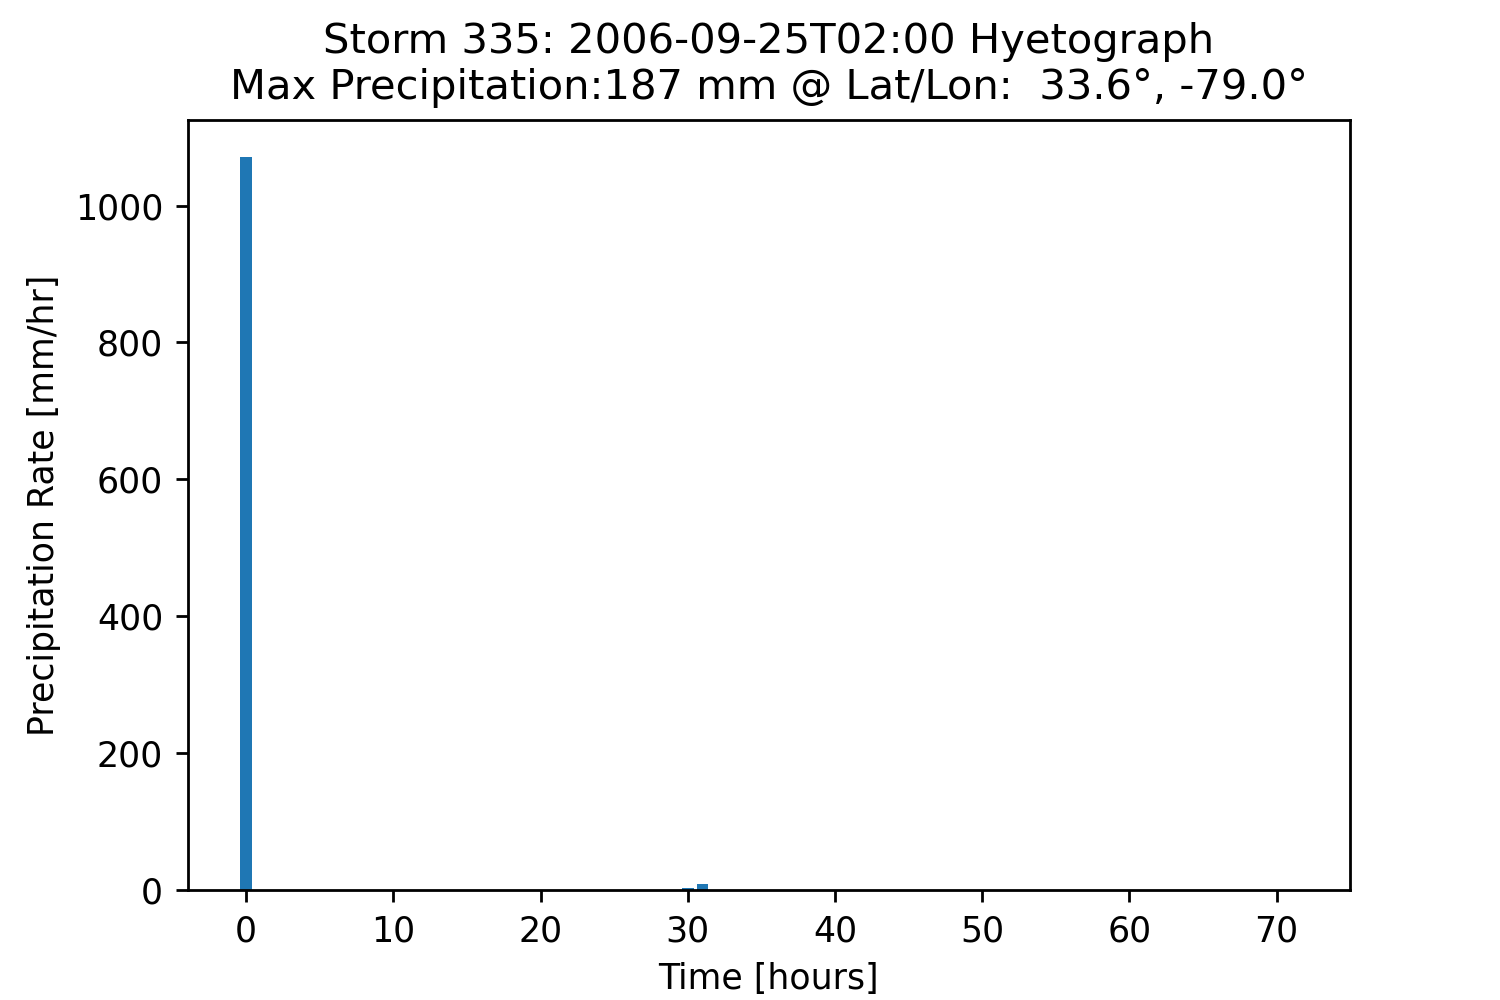 Storm 335: 2006-09-25T02:00 Hyetograph
Max Precipitation:187 mm @ Lat/Lon:  33.6°, -79.0°
Precipitation Rate [mm/hr]
1000
800
600
400
200
0
0 10 20 30 40 50 60 70
Time [hours]